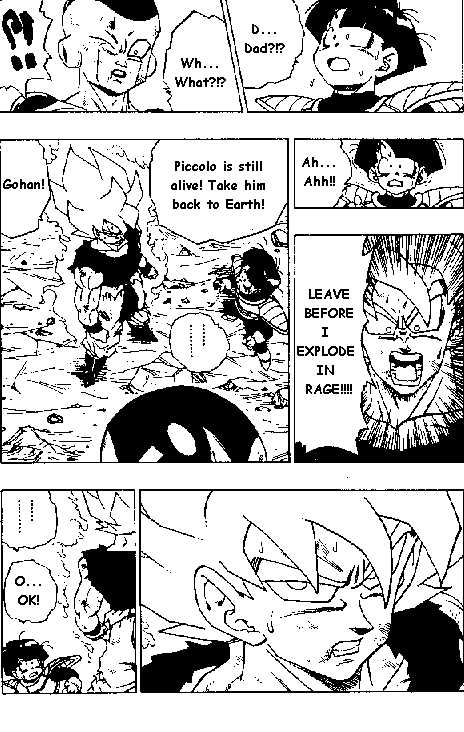 D...
Dad?!?
Wh...
What?!?
?!!
Ah...
Ahh!!
Piccolo is still
alive! Take him
back to Earth!
Gohan!
LEAVE
BEFORE
I
EXPLODE
IN
RAGE!!!!
O...
OK!